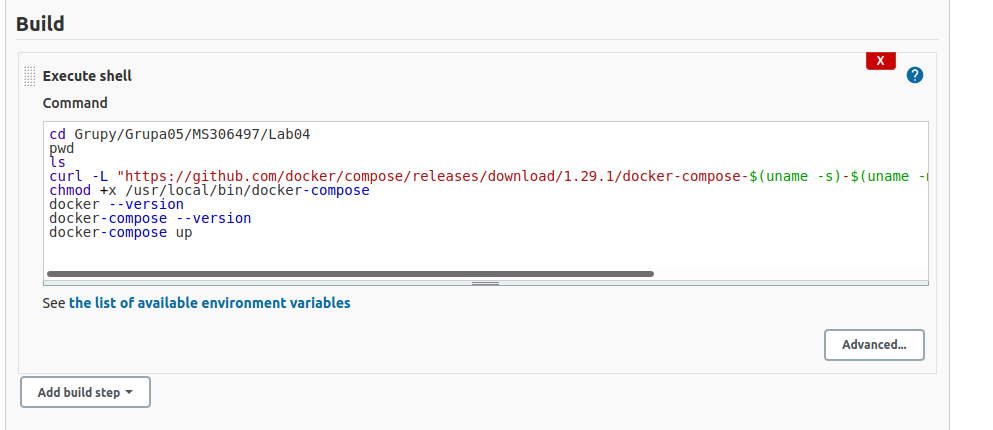 Build
X
Execute shell
?
Command
cd Grupy/Grupa05/MS306497/Lab04
pwd
ls
curl -L "https://github.com/docker/compose/releases/download/1.29.1/docker-compose-$(uname -s)-$(uname -
chmod +x /usr/local/bin/docker-compose
docker --version
docker-compose --version
docker-compose up
See the list of available environment variables
Advanced...
Add build step